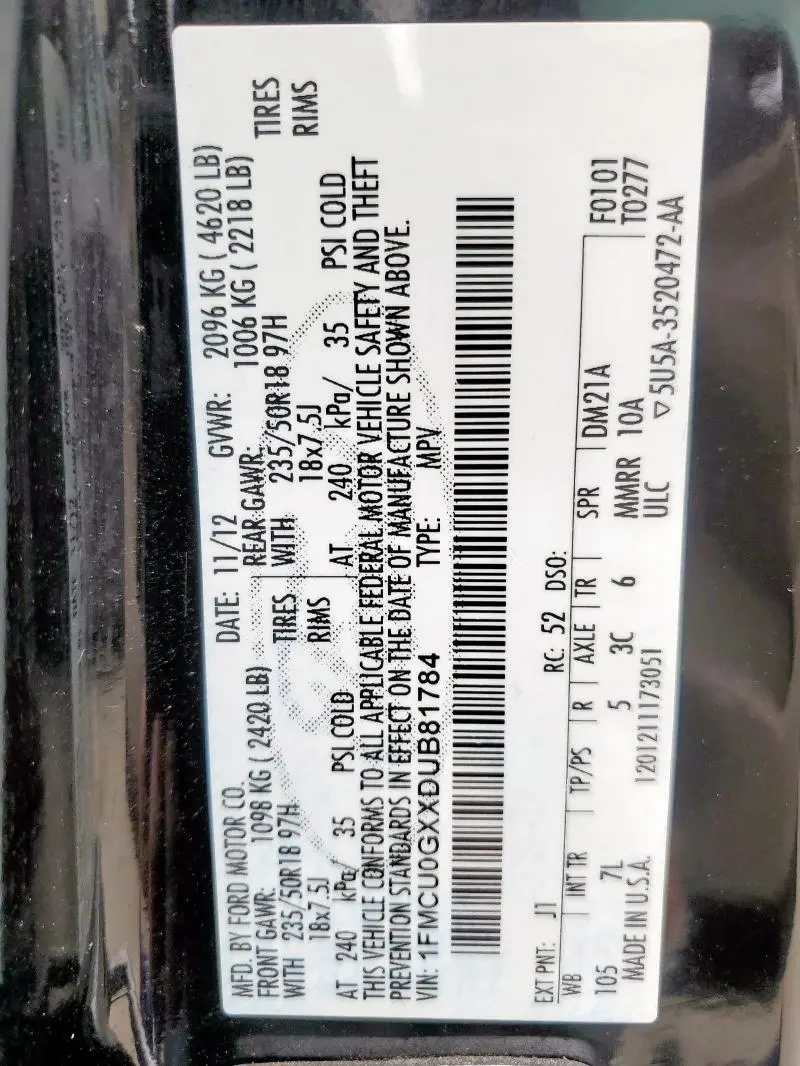 MFD. BY FORD MOTOR CO. DATE: 11/12 GVWR: 2096 KG ( 4620 LB)
FRONT GAWR: 1098 KG ( 2420 LB) REAR GAWR: 1006 KG ( 2218 LB)
WITH 235/50R18 97H TIRES WITH 235/50R18 97H TIRES
18x7.5J RIMS 18x7.5J RIMS
AT 240 kPa/ 35 PSI COLD AT 240 kPa/ 35 PSI COLD
THIS VEHICLE CONFORMS TO ALL APPLICABLE FEDERAL MOTOR VEHICLE SAFETY AND THEFT
PREVENTION STANDARDS IN EFFECT ON THE DATE OF MANUFACTURE SHOWN ABOVE.
VIN: 1FMCU0GXXDUB81784 TYPE: MPV
EXT PNT: J1 RC: 52 DSO: F0101
WB INT TR TP/PS R AXLE TR SPR DM21A T0277
105 7L 5 3C 6 MMRR 10A
MADE IN U.S.A. 1201211173051 ULC ▽5U5A-3520472-AA